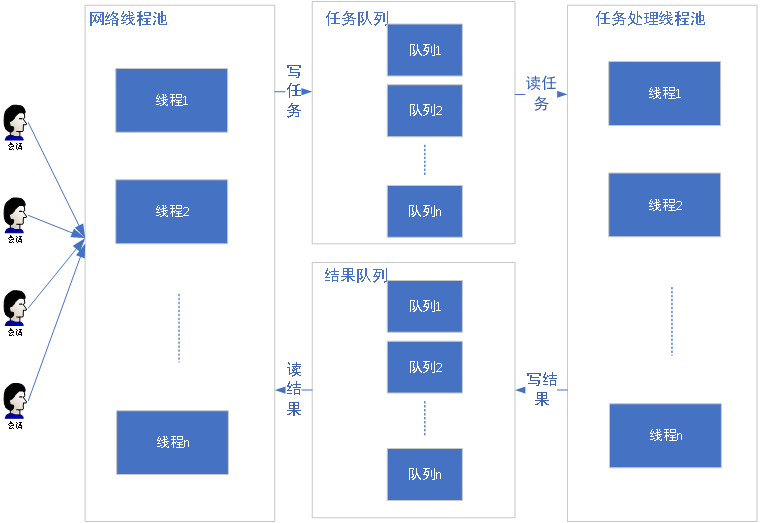 网络线程池
线程1
线程2
线程n
会话
会话
会话
会话
写
任
务
任务队列
队列1
队列2
队列n
读任
务
任务处理线程池
线程1
线程2
线程n
写结
果
结果队列
队列1
队列2
队列n
读
结
果